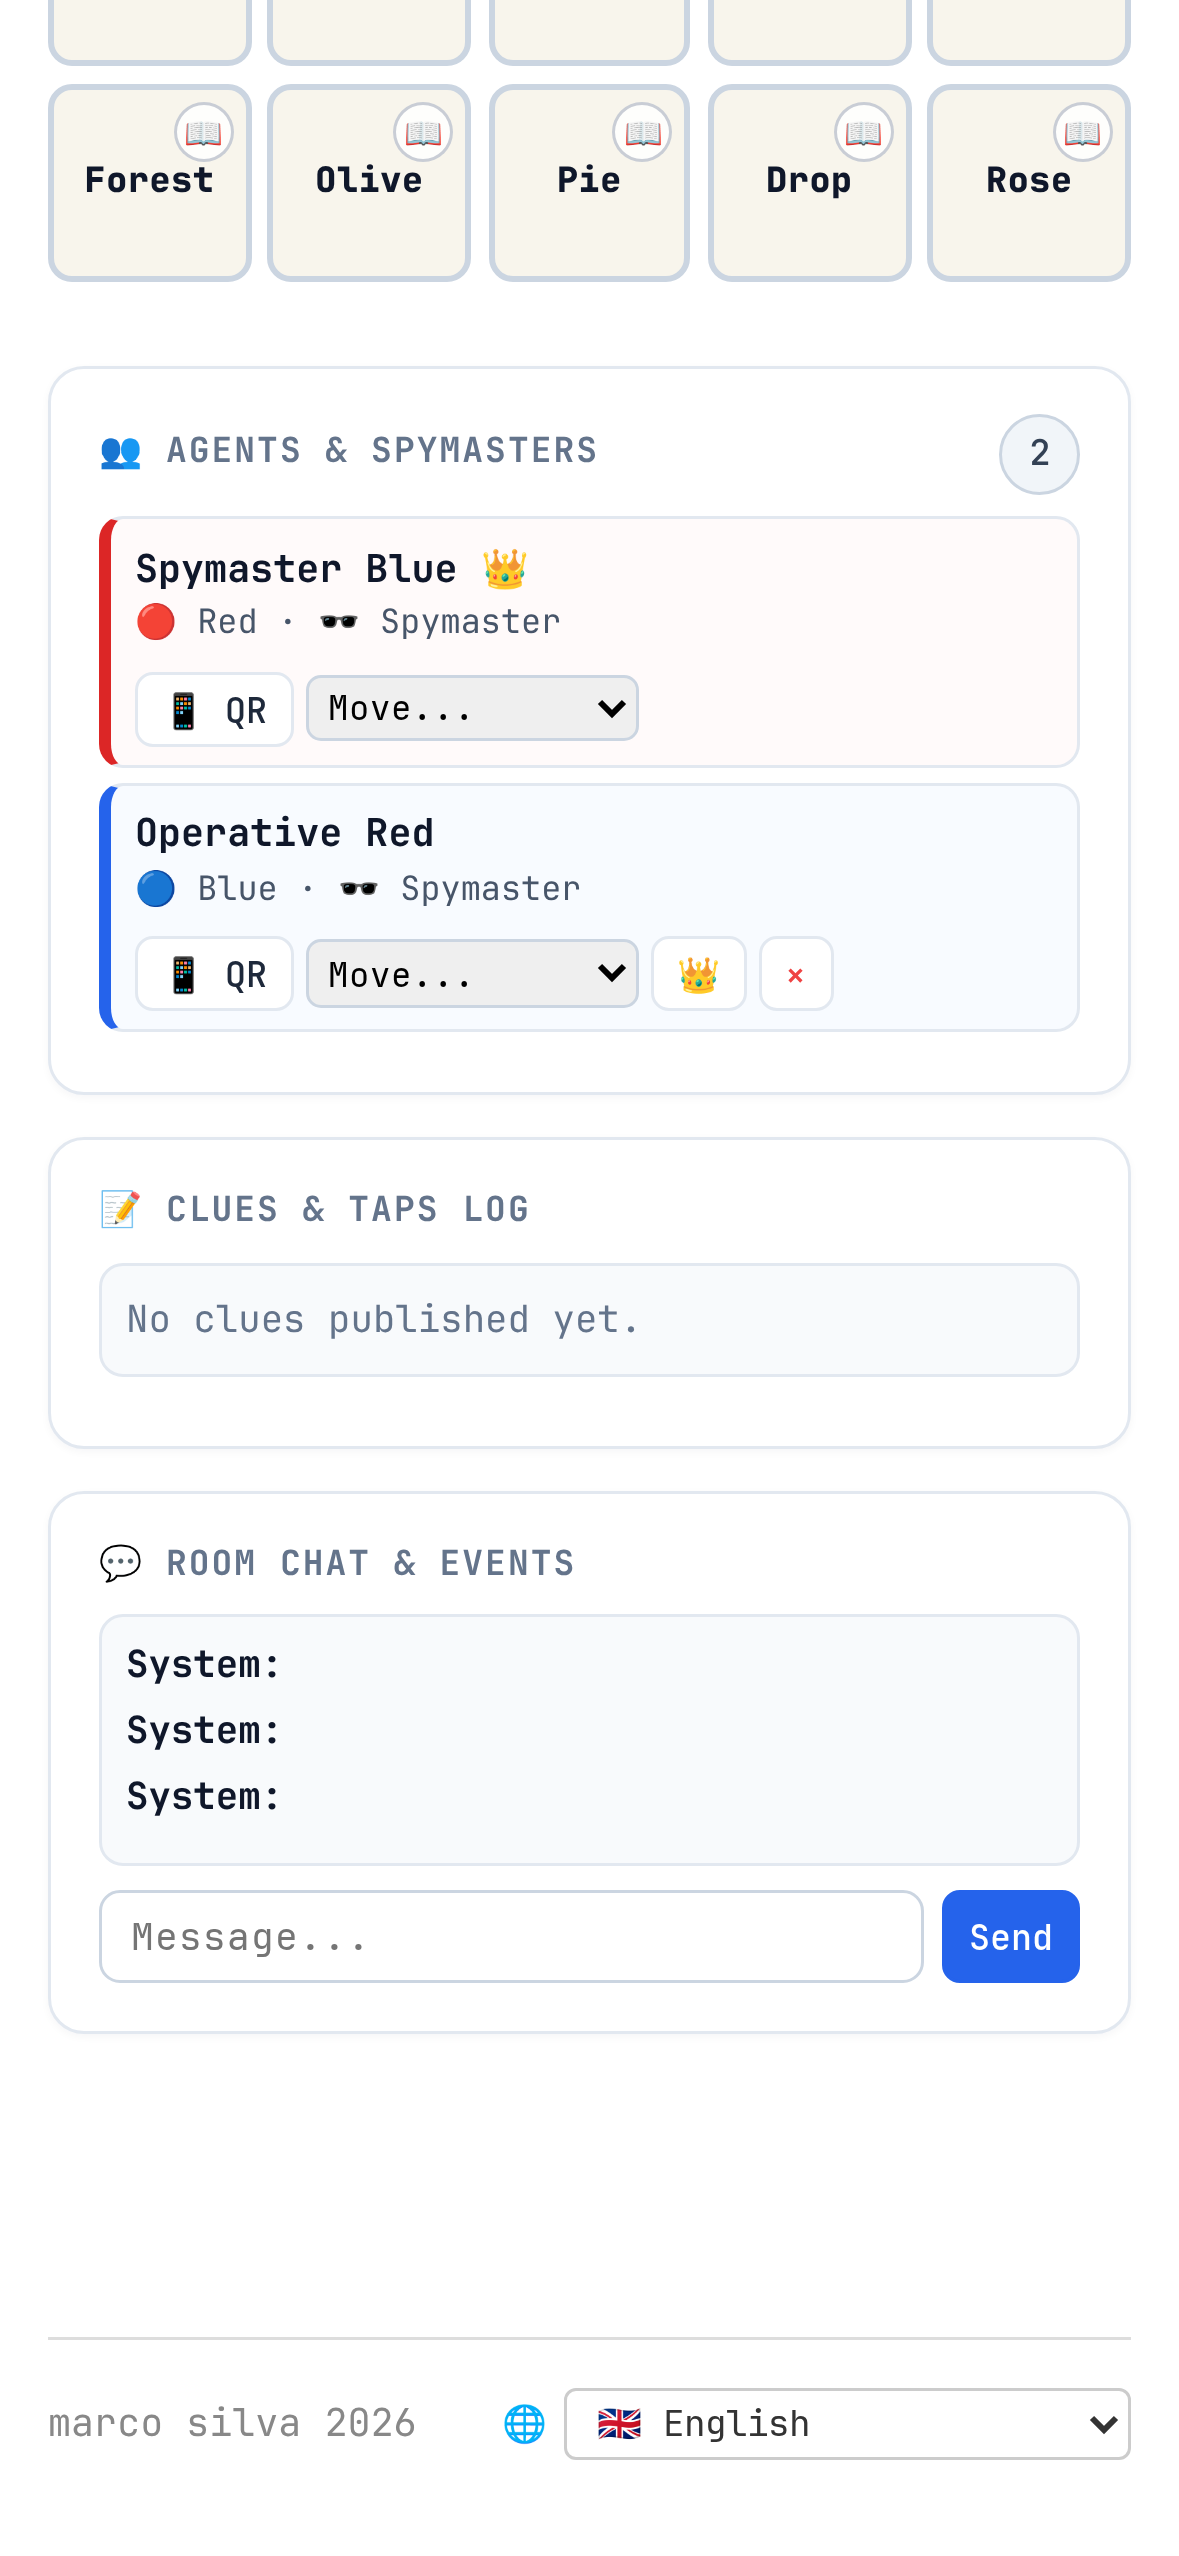 Forest Olive Pie Drop Rose
👥 AGENTS & SPYMASTERS 2
Spymaster Blue 👑
🔴 Red · 🕶️ Spymaster
📱 QR Move...
Operative Red
🔵 Blue · 🕶️ Spymaster
📱 QR Move... 👑 ×
📝 CLUES & TAPS LOG
No clues published yet.
💬 ROOM CHAT & EVENTS
System:
System:
System:
Message... Send
marco silva 2026 🌐 🇬🇧 English